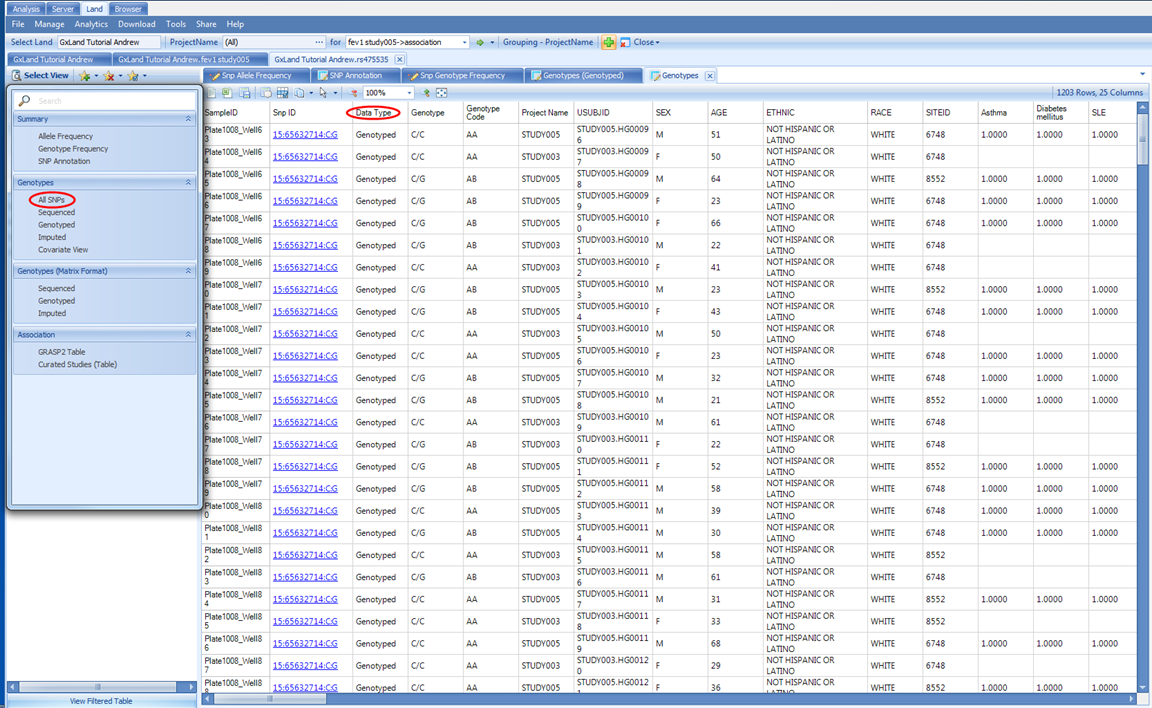 Analysis Server Land Browser
File Manage Analytics Download Tools Share Help
Select Land GxLand Tutorial Andrew ProjectName (All) ... for fev1 study005->association Grouping - ProjectName Close
GxLand Tutorial Andrew GxLand Tutorial Andrew.fev1 study005 GxLand Tutorial Andrew.rs475535
Select View
Search
Summary
Allele Frequency
Genotype Frequency
SNP Annotation
Genotypes
All SNPs
Sequenced
Genotyped
Imputed
Covariate View
Genotypes (Matrix Format)
Sequenced
Genotyped
Imputed
Association
GRASP2 Table
Curated Studies (Table)
View Filtered Table
Snp Allele Frequency SNP Annotation Snp Genotype Frequency Genotypes (Genotyped) Genotypes
100% 1203 Rows, 25 Columns
SampleID Snp ID Data Type Genotype Genotype Code Project Name USUBJID SEX AGE ETHNIC RACE SITEID Asthma Diabetes mellitus SLE
Plate1008_Well63 15:65632714:CG Genotyped C/C AA STUDY005 STUDY005.HG00096 M 51 NOT HISPANIC OR LATINO WHITE 6748 1.0000 1.0000 1.0000
Plate1008_Well64 15:65632714:CG Genotyped C/C AA STUDY003 STUDY003.HG00097 F 50 NOT HISPANIC OR LATINO WHITE 6748
Plate1008_Well65 15:65632714:CG Genotyped C/G AB STUDY005 STUDY005.HG00098 M 64 NOT HISPANIC OR LATINO WHITE 8552 1.0000 1.0000 1.0000
Plate1008_Well66 15:65632714:CG Genotyped C/G AB STUDY005 STUDY005.HG00099 F 23 NOT HISPANIC OR LATINO WHITE 6748 1.0000 1.0000 1.0000
Plate1008_Well67 15:65632714:CG Genotyped C/G AB STUDY005 STUDY005.HG00100 F 66 NOT HISPANIC OR LATINO WHITE 6748 1.0000 1.0000 1.0000
Plate1008_Well68 15:65632714:CG Genotyped C/G AB STUDY003 STUDY003.HG00101 M 22 NOT HISPANIC OR LATINO WHITE 6748
Plate1008_Well69 15:65632714:CG Genotyped C/C AA STUDY003 STUDY003.HG00102 F 41 NOT HISPANIC OR LATINO WHITE 6748
Plate1008_Well70 15:65632714:CG Genotyped C/G AB STUDY005 STUDY005.HG00103 M 23 NOT HISPANIC OR LATINO WHITE 8552 1.0000 1.0000 1.0000
Plate1008_Well71 15:65632714:CG Genotyped C/G AB STUDY005 STUDY005.HG00104 F 43 NOT HISPANIC OR LATINO WHITE 6748 1.0000 1.0000 1.0000
Plate1008_Well72 15:65632714:CG Genotyped C/C AA STUDY003 STUDY003.HG00105 M 50 NOT HISPANIC OR LATINO WHITE 6748
Plate1008_Well73 15:65632714:CG Genotyped C/G AB STUDY005 STUDY005.HG00106 F 23 NOT HISPANIC OR LATINO WHITE 6748 1.0000 1.0000 1.0000
Plate1008_Well74 15:65632714:CG Genotyped C/G AB STUDY005 STUDY005.HG00107 M 32 NOT HISPANIC OR LATINO WHITE 6748 1.0000 1.0000 1.0000
Plate1008_Well75 15:65632714:CG Genotyped C/G AB STUDY005 STUDY005.HG00108 M 21 NOT HISPANIC OR LATINO WHITE 8552 1.0000 1.0000 1.0000
Plate1008_Well76 15:65632714:CG Genotyped C/C AA STUDY003 STUDY003.HG00109 M 61 NOT HISPANIC OR LATINO WHITE 6748
Plate1008_Well77 15:65632714:CG Genotyped C/G AB STUDY003 STUDY003.HG00110 F 22 NOT HISPANIC OR LATINO WHITE 6748
Plate1008_Well78 15:65632714:CG Genotyped C/G AB STUDY005 STUDY005.HG00111 F 52 NOT HISPANIC OR LATINO WHITE 8552 1.0000 1.0000 1.0000
Plate1008_Well79 15:65632714:CG Genotyped C/G AB STUDY005 STUDY005.HG00112 M 58 NOT HISPANIC OR LATINO WHITE 6748 1.0000 1.0000 1.0000
Plate1008_Well80 15:65632714:CG Genotyped C/C AA STUDY005 STUDY005.HG00113 M 39 NOT HISPANIC OR LATINO WHITE 8552 1.0000 1.0000 1.0000
Plate1008_Well81 15:65632714:CG Genotyped C/G AB STUDY005 STUDY005.HG00114 M 30 NOT HISPANIC OR LATINO WHITE 6748 1.0000 1.0000 1.0000
Plate1008_Well82 15:65632714:CG Genotyped C/C AA STUDY003 STUDY003.HG00115 M 58 NOT HISPANIC OR LATINO WHITE 8552
Plate1008_Well83 15:65632714:CG Genotyped C/G AB STUDY003 STUDY003.HG00116 M 61 NOT HISPANIC OR LATINO WHITE 6748
Plate1008_Well84 15:65632714:CG Genotyped C/C AA STUDY005 STUDY005.HG00117 M 31 NOT HISPANIC OR LATINO WHITE 8552 1.0000 1.0000 1.0000
Plate1008_Well85 15:65632714:CG Genotyped C/C AA STUDY003 STUDY003.HG00118 F 33 NOT HISPANIC OR LATINO WHITE 8552
Plate1008_Well86 15:65632714:CG Genotyped C/G AB STUDY005 STUDY005.HG00119 M 68 NOT HISPANIC OR LATINO WHITE 6748 1.0000 1.0000 1.0000
Plate1008_Well87 15:65632714:CG Genotyped C/C AA STUDY003 STUDY003.HG00120 F 29 NOT HISPANIC OR LATINO WHITE 6748
Plate1008_Well88 15:65632714:CG Genotyped C/C AA STUDY005 STUDY005.HG00121 F 36 NOT HISPANIC OR LATINO WHITE 8552 1.0000 1.0000 1.0000